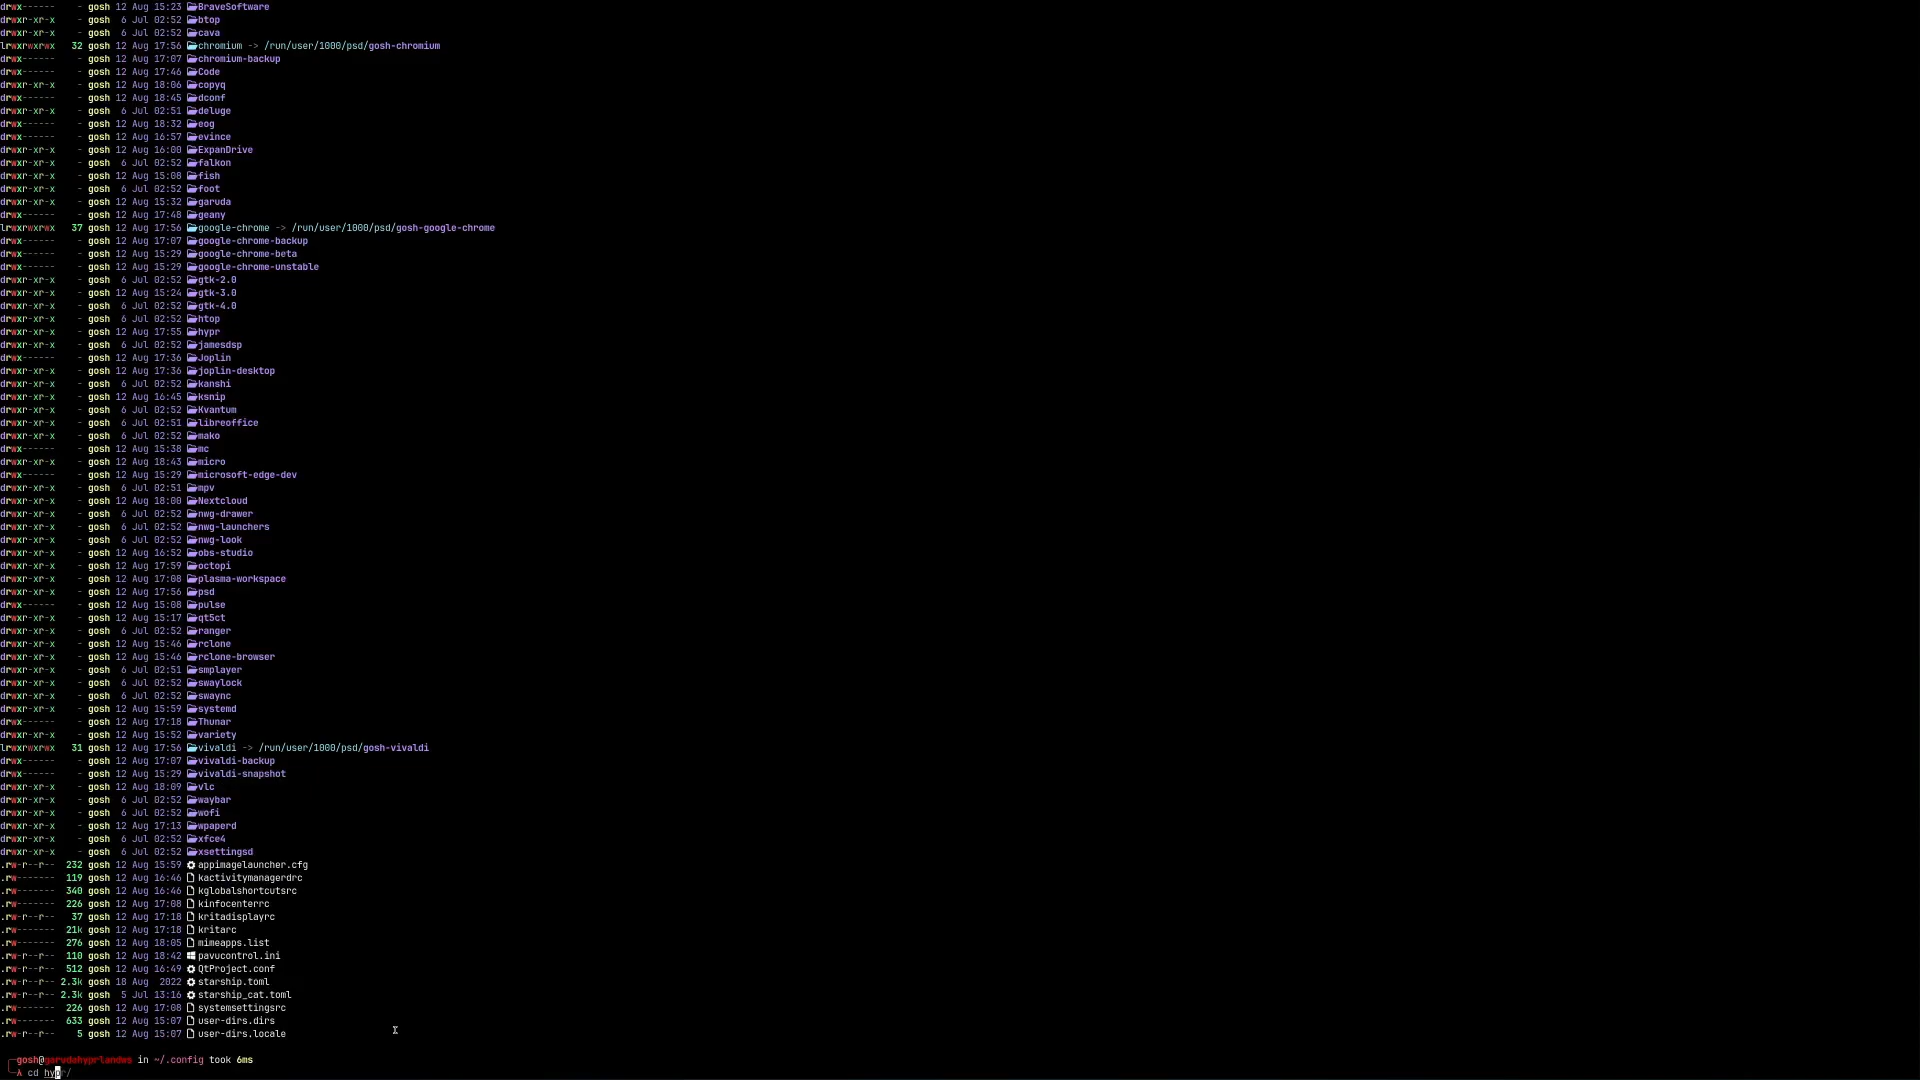 drwx------ - gosh 12 Aug 15:23 BraveSoftware
drwxr-xr-x - gosh 6 Jul 02:52 btop
drwxr-xr-x - gosh 6 Jul 02:52 cava
lrwxrwxrwx 32 gosh 12 Aug 17:56 chromium -> /run/user/1000/psd/gosh-chromium
drwx------ - gosh 12 Aug 17:07 chromium-backup
drwx------ - gosh 12 Aug 17:46 Code
drwxr-xr-x - gosh 12 Aug 18:06 copyq
drwx------ - gosh 12 Aug 18:45 dconf
drwxr-xr-x - gosh 6 Jul 02:51 deluge
drwx------ - gosh 12 Aug 18:32 eog
drwx------ - gosh 12 Aug 16:57 evince
drwxr-xr-x - gosh 12 Aug 16:00 ExpanDrive
drwxr-xr-x - gosh 6 Jul 02:52 falkon
drwxr-xr-x - gosh 12 Aug 15:08 fish
drwxr-xr-x - gosh 6 Jul 02:52 foot
drwxr-xr-x - gosh 12 Aug 15:32 garuda
drwx------ - gosh 12 Aug 17:48 geany
lrwxrwxrwx 37 gosh 12 Aug 17:56 google-chrome -> /run/user/1000/psd/gosh-google-chrome
drwx------ - gosh 12 Aug 17:07 google-chrome-backup
drwx------ - gosh 12 Aug 15:29 google-chrome-beta
drwx------ - gosh 12 Aug 15:29 google-chrome-unstable
drwxr-xr-x - gosh 6 Jul 02:52 gtk-2.0
drwxr-xr-x - gosh 12 Aug 15:24 gtk-3.0
drwxr-xr-x - gosh 6 Jul 02:52 gtk-4.0
drwxr-xr-x - gosh 6 Jul 02:52 htop
drwxr-xr-x - gosh 12 Aug 17:55 hypr
drwxr-xr-x - gosh 6 Jul 02:52 jamesdsp
drwx------ - gosh 12 Aug 17:36 Joplin
drwxr-xr-x - gosh 12 Aug 17:36 joplin-desktop
drwxr-xr-x - gosh 6 Jul 02:52 kanshi
drwxr-xr-x - gosh 12 Aug 16:45 ksnip
drwxr-xr-x - gosh 6 Jul 02:52 Kvantum
drwxr-xr-x - gosh 6 Jul 02:51 libreoffice
drwxr-xr-x - gosh 6 Jul 02:52 mako
drwx------ - gosh 12 Aug 15:38 mc
drwxr-xr-x - gosh 12 Aug 18:43 micro
drwx------ - gosh 12 Aug 15:29 microsoft-edge-dev
drwxr-xr-x - gosh 6 Jul 02:51 mpv
drwxr-xr-x - gosh 12 Aug 18:00 Nextcloud
drwxr-xr-x - gosh 6 Jul 02:52 nwg-drawer
drwxr-xr-x - gosh 6 Jul 02:52 nwg-launchers
drwxr-xr-x - gosh 6 Jul 02:52 nwg-look
drwxr-xr-x - gosh 12 Aug 16:52 obs-studio
drwxr-xr-x - gosh 12 Aug 17:59 octopi
drwxr-xr-x - gosh 12 Aug 17:08 plasma-workspace
drwxr-xr-x - gosh 12 Aug 17:56 psd
drwx------ - gosh 12 Aug 15:08 pulse
drwxr-xr-x - gosh 12 Aug 15:17 qt5ct
drwxr-xr-x - gosh 6 Jul 02:52 ranger
drwxr-xr-x - gosh 12 Aug 15:46 rclone
drwxr-xr-x - gosh 12 Aug 15:46 rclone-browser
drwxr-xr-x - gosh 6 Jul 02:51 smplayer
drwxr-xr-x - gosh 6 Jul 02:52 swaylock
drwxr-xr-x - gosh 6 Jul 02:52 swaync
drwxr-xr-x - gosh 12 Aug 15:59 systemd
drwx------ - gosh 12 Aug 17:18 Thunar
drwxr-xr-x - gosh 12 Aug 15:52 variety
lrwxrwxrwx 31 gosh 12 Aug 17:56 vivaldi -> /run/user/1000/psd/gosh-vivaldi
drwx------ - gosh 12 Aug 17:07 vivaldi-backup
drwx------ - gosh 12 Aug 15:29 vivaldi-snapshot
drwxr-xr-x - gosh 12 Aug 18:09 vlc
drwxr-xr-x - gosh 6 Jul 02:52 waybar
drwxr-xr-x - gosh 6 Jul 02:52 wofi
drwxr-xr-x - gosh 12 Aug 17:13 wpaperd
drwxr-xr-x - gosh 6 Jul 02:52 xfce4
drwxr-xr-x - gosh 6 Jul 02:52 xsettingsd
.rw-r--r-- 232 gosh 12 Aug 15:59 appimagelauncher.cfg
.rw------- 119 gosh 12 Aug 16:46 kactivitymanagerdrc
.rw------- 340 gosh 12 Aug 16:46 kglobalshortcutsrc
.rw------- 226 gosh 12 Aug 17:08 kinfocenterrc
.rw-r--r-- 37 gosh 12 Aug 17:18 kritadisplayrc
.rw------- 21k gosh 12 Aug 17:18 kritarc
.rw------- 276 gosh 12 Aug 18:05 mimeapps.list
.rw-r--r-- 110 gosh 12 Aug 18:42 pavucontrol.ini
.rw-r--r-- 512 gosh 12 Aug 16:49 QtProject.conf
.rw-r--r-- 2.3k gosh 18 Aug 2022 starship.toml
.rw-r--r-- 2.3k gosh 5 Jul 13:16 starship_cat.toml
.rw------- 226 gosh 12 Aug 17:08 systemsettingsrc
.rw------- 633 gosh 12 Aug 15:07 user-dirs.dirs
.rw-r--r-- 5 gosh 12 Aug 15:07 user-dirs.locale
gosh@garudahyprlandws in ~/.config took 6ms
λ cd hypr/